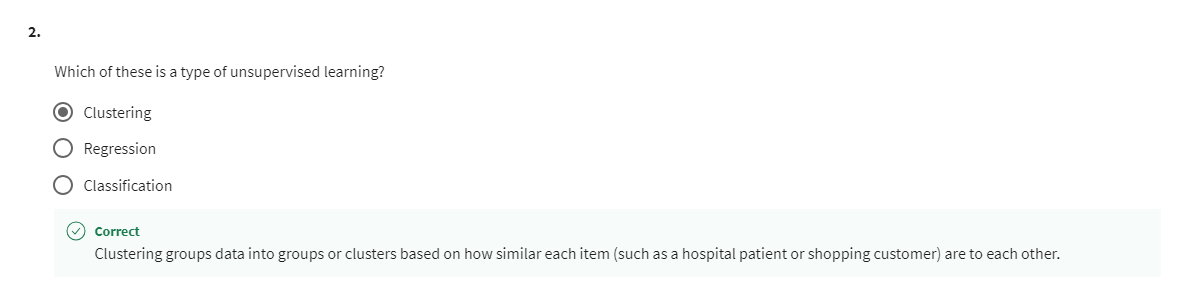 2.
Which of these is a type of unsupervised learning?
Clustering
Regression
Classification
Correct
Clustering groups data into groups or clusters based on how similar each item (such as a hospital patient or shopping customer) are to each other.